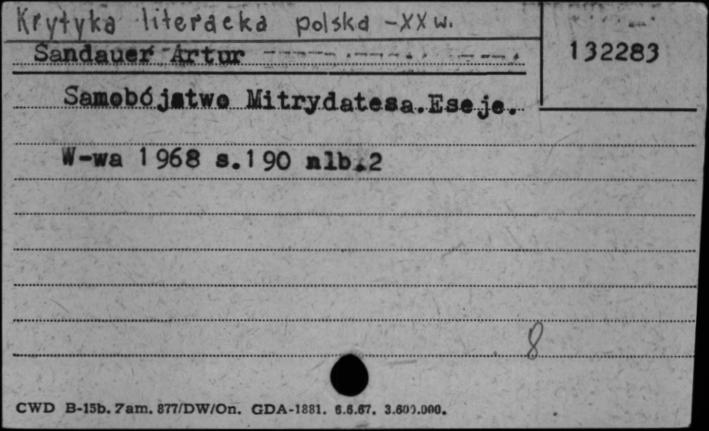 Krytyka literacka polska -XX w.
Sandauer Artur
132283
Samobójstwo Mitrydatesa.Eseje.
W-wa 1968 s.190 nlb.2
8
CWD B-15b. Zam. 877/DW/On. GDA-1881. 6.6.67. 3.600.000.